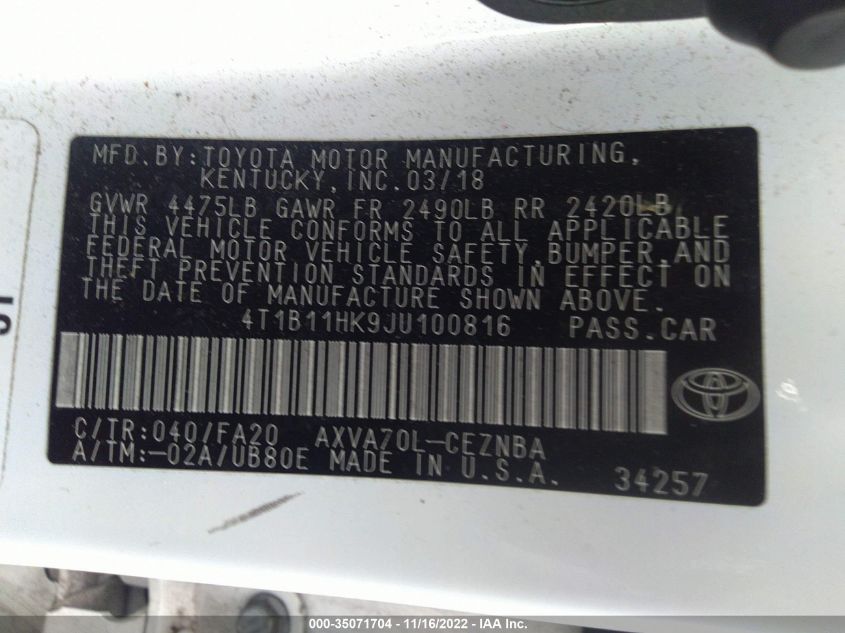 MFD.BY:TOYOTA MOTOR MANUFACTURING,
KENTUCKY,INC.03/18
GVWR 4475LB GAWR FR 2490LB RR 2420LB
THIS VEHICLE CONFORMS TO ALL APPLICABLE
FEDERAL MOTOR VEHICLE SAFETY,BUMPER,AND
THEFT PREVENTION STANDARDS IN EFFECT ON
THE DATE OF MANUFACTURE SHOWN ABOVE.
4T1B11HK9JU100816 PASS.CAR
C/TR:040/FA20 AXVA70L-CEZNBA
A/TM:-02A/UB80E MADE IN U.S.A. 34257
000-35071704 - 11/16/2022 - IAA Inc.